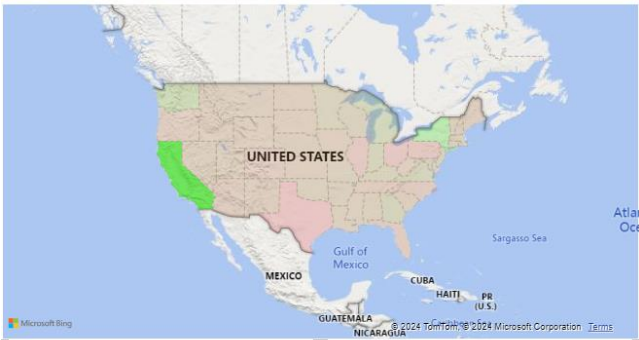 UNITED STATES
Atla
Oce
Sargasso Sea
Gulf of
Mexico
MEXICO
CUBA
HAITI
PR
(U.S.)
GUATEMALA
NICARAGUA
Microsoft Bing
© 2024 TomTom, © 2024 Microsoft Corporation Terms